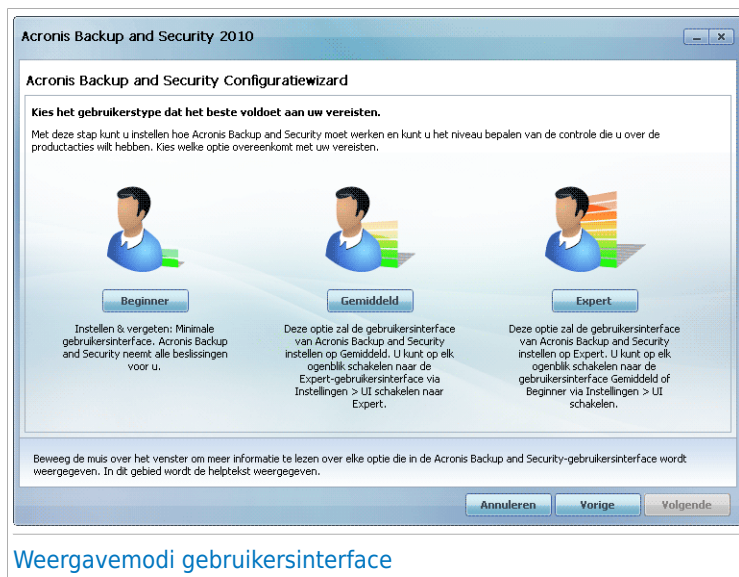 Acronis Backup and Security 2010
Acronis Backup and Security Configuratiewizard
Kies het gebruikerstype dat het beste voldoet aan uw vereisten.
Met deze stap kunt u instellen hoe Acronis Backup and Security moet werken en kunt u het niveau bepalen van de controle die u over de
productacties wilt hebben. Kies welke optie overeenkomt met uw vereisten.
Beginner
Instellen & vergeten: Minimale
gebruikersinterface. Acronis Backup
and Security neemt alle beslissingen
voor u.
Gemiddeld
Deze optie zal de gebruikersinterface
van Acronis Backup and Security
instellen op Gemiddeld. U kunt op elk
ogenblik schakelen naar de
Expert-gebruikersinterface via
Instellingen > UI schakelen naar
Expert.
Expert
Deze optie zal de gebruikersinterface
van Acronis Backup and Security
instellen op Expert. U kunt op elk
ogenblik schakelen naar de
gebruikersinterface Gemiddeld of
Beginner via Instellingen > UI
schakelen.
Beweeg de muis over het venster om meer informatie te lezen over elke optie die in de Acronis Backup and Security-gebruikersinterface wordt
weergegeven. In dit gebied wordt de helptekst weergegeven.
Annuleren
Vorige
Volgende
Weergavemodi gebruikersinterface